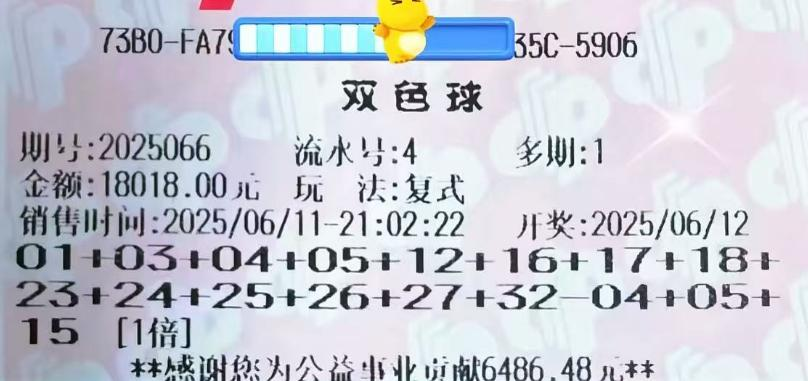 73B0-FA79 35C-5906
双色球
期号:2025066 流水号:4 多期:1
金额:18018.00元 玩 法:复式
销售时间:2025/06/11-21:02:22 开奖:2025/06/12
01+03+04+05+12+16+17+18+
23+24+25+26+27+32-04+05+
15 [1倍]
**感谢您为公益事业贡献6486.48元**